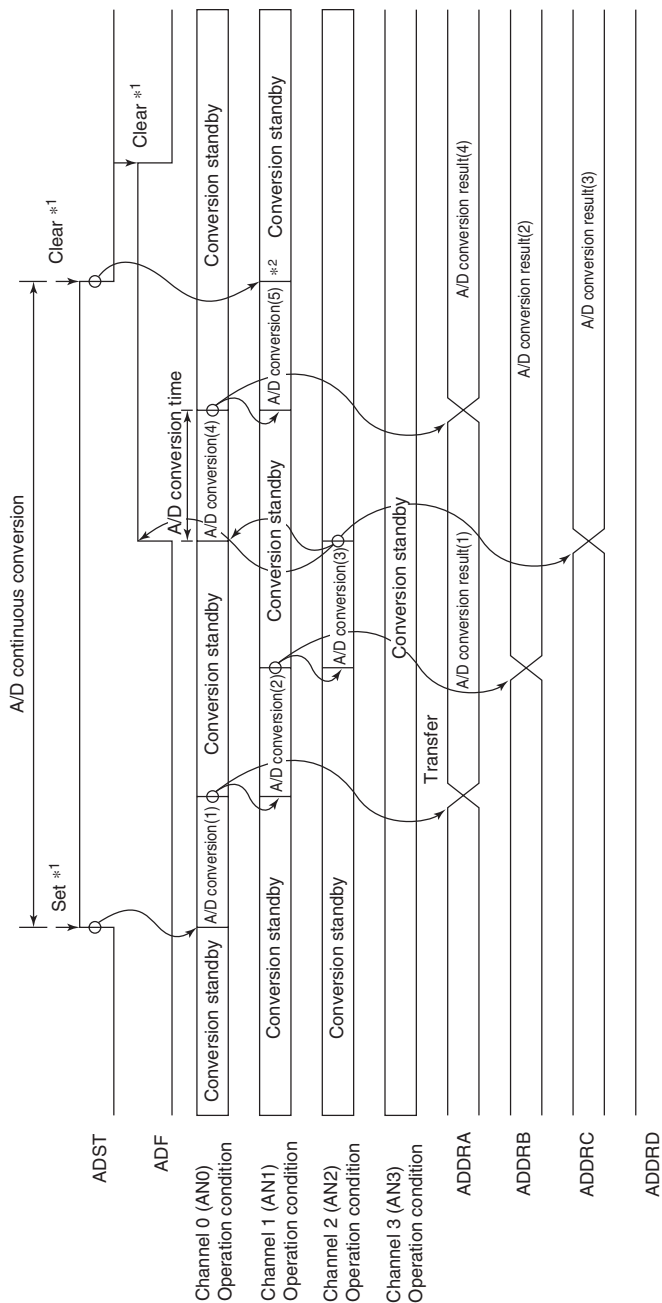 A/D continuous conversion
Set *1
Clear *1
Clear *1
ADST
ADF
A/D conversion time
Channel 0 (AN0)
Operation condition
Conversion standby
A/D conversion(1)
Conversion standby
A/D conversion(4)
Conversion standby
Channel 1 (AN1)
Operation condition
Conversion standby
A/D conversion(2)
Conversion standby
A/D conversion(5)
*2
Conversion standby
Channel 2 (AN2)
Operation condition
Conversion standby
A/D conversion(3)
Channel 3 (AN3)
Operation condition
Conversion standby
Transfer
ADDRA
A/D conversion result(1)
A/D conversion result(4)
ADDRB
A/D conversion result(2)
ADDRC
A/D conversion result(3)
ADDRD